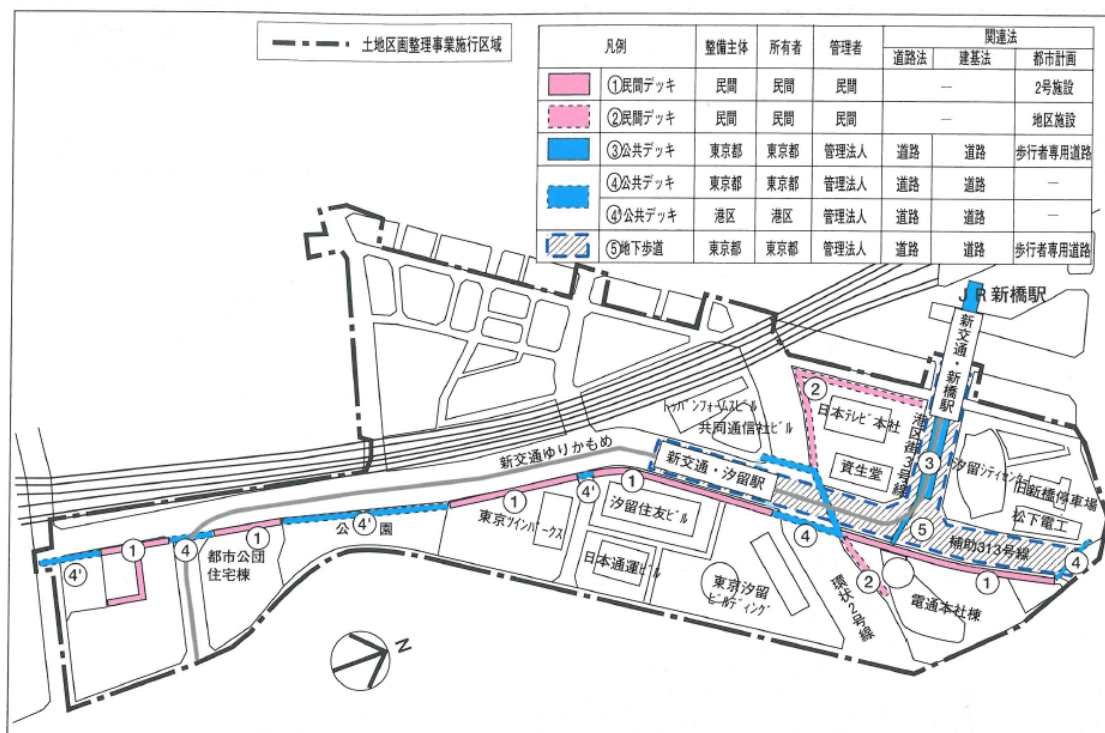 土地区画整理事業施行区域
凡例 整備主体 所有者 管理者 関連法
道路法 建基法 都市計画
①民間デッキ 民間 民間 民間 — 2号施設
②民間デッキ 民間 民間 民間 — 地区施設
③公共デッキ 東京都 東京都 管理法人 道路 道路 歩行者専用道路
④公共デッキ 東京都 東京都 管理法人 道路 道路 —
④'公共デッキ 港区 港区 管理法人 道路 道路 —
⑤地下歩道 東京都 東京都 管理法人 道路 道路 歩行者専用道路
JR新橋駅
新交通・新橋駅
②
日本テレビ本社
港区街3号線
③
トッパンフォームズビル
共同通信社ビル
資生堂
汐留シティセンター
旧新橋停車場
松下電工
新交通ゆりかもめ
新交通・汐留駅
⑤
補助313号線
④
①
④'
①
東京ツインパークス
汐留住友ビル
④
①
④'
公園
①
④
①
④'
都市公団
住宅棟
日本通運ビル
東京汐留
ビルディング
環状2号線
②
電通本社棟
N